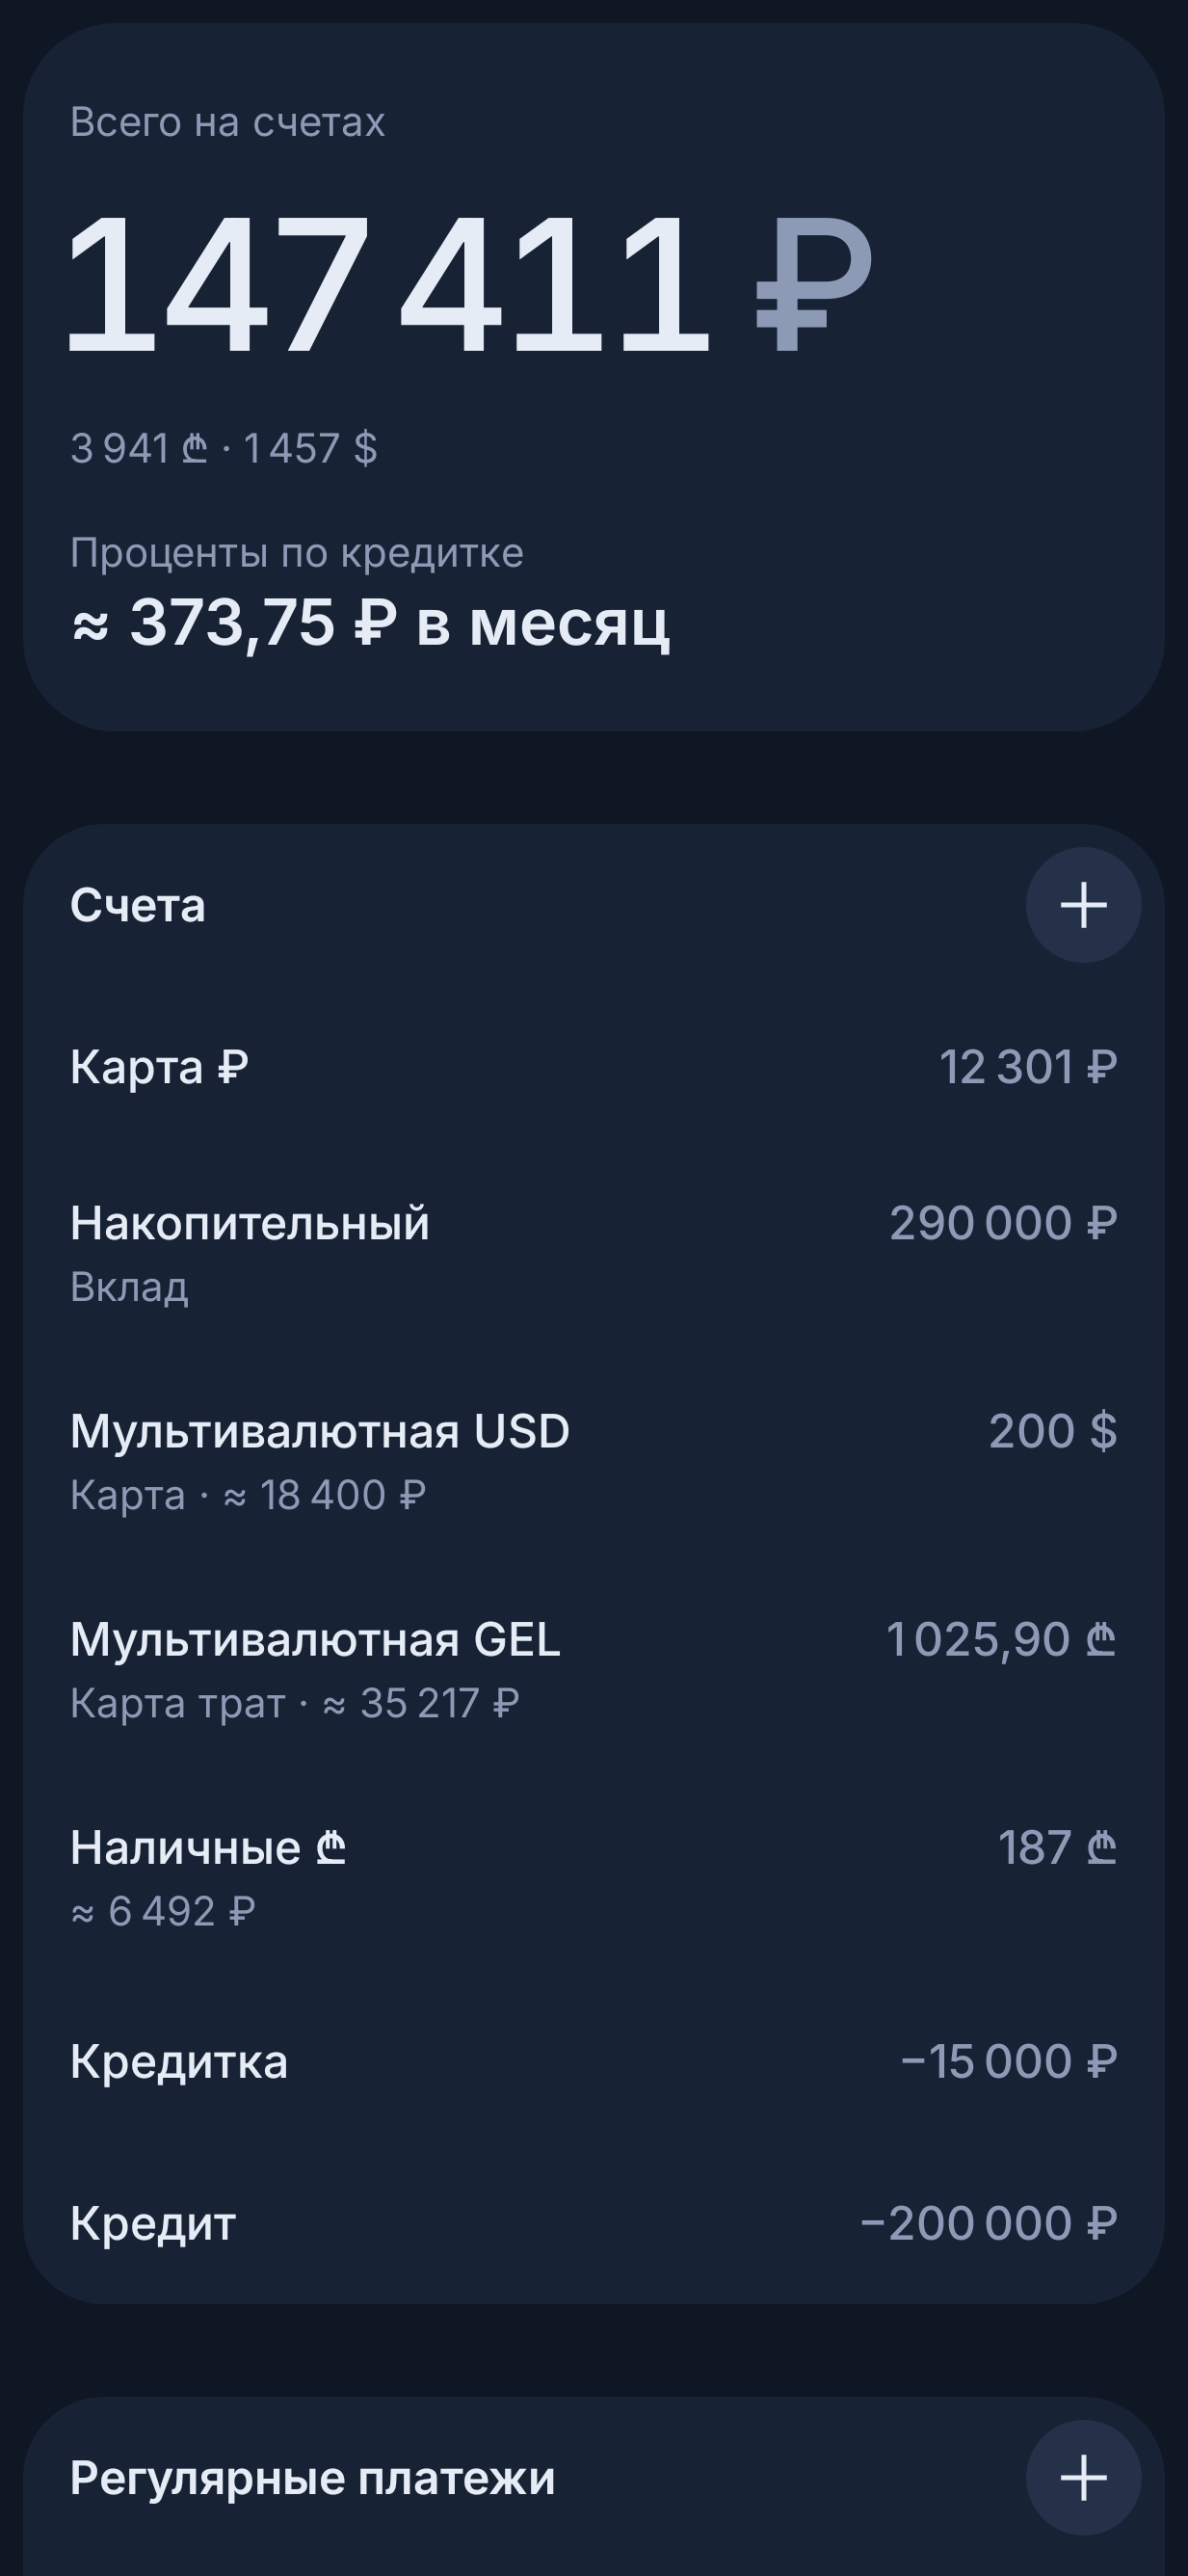 Всего на счетах
147 411 ₽
3 941 ₾ · 1 457 $
Проценты по кредитке
≈ 373,75 ₽ в месяц
Счета
Карта ₽ 12 301 ₽
Накопительный 290 000 ₽
Вклад
Мультивалютная USD 200 $
Карта · ≈ 18 400 ₽
Мультивалютная GEL 1 025,90 ₾
Карта трат · ≈ 35 217 ₽
Наличные ₾ 187 ₾
≈ 6 492 ₽
Кредитка −15 000 ₽
Кредит −200 000 ₽
Регулярные платежи